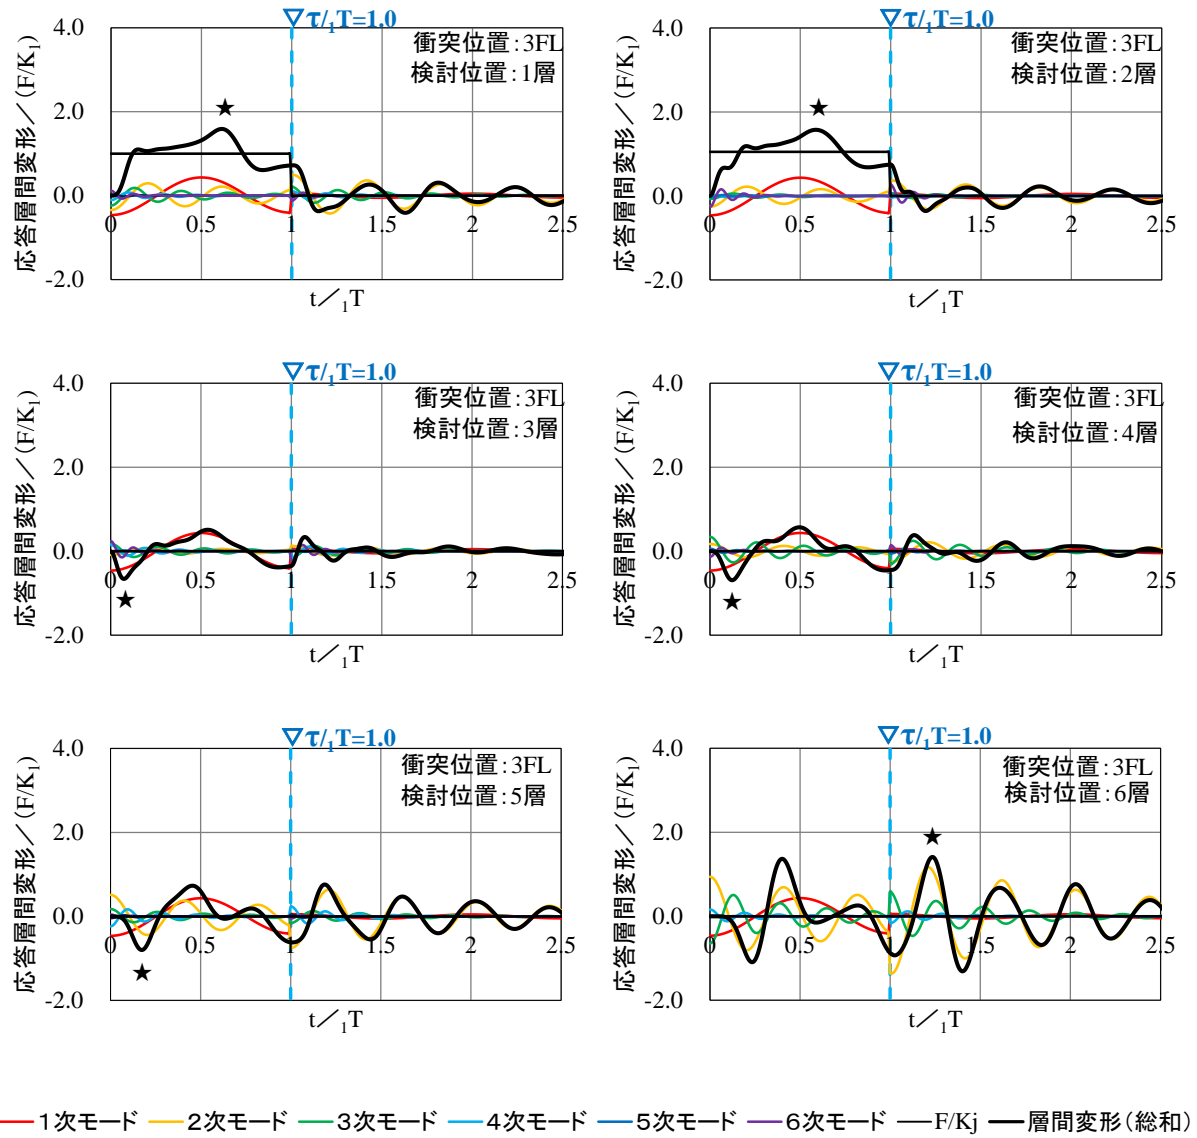 ▽τ/₁T=1.0
衝突位置:3FL
検討位置:1層
応答層間変形／(F/K₁)
4.0
2.0
0.0
-2.0
0
0.5
1
1.5
2
2.5
t／₁T
▽τ/₁T=1.0
衝突位置:3FL
検討位置:2層
応答層間変形／(F/K₁)
4.0
2.0
0.0
-2.0
0
0.5
1
1.5
2
2.5
t／₁T
▽τ/₁T=1.0
衝突位置:3FL
検討位置:3層
応答層間変形／(F/K₁)
4.0
2.0
0.0
-2.0
0
0.5
1
1.5
2
2.5
t／₁T
▽τ/₁T=1.0
衝突位置:3FL
検討位置:4層
応答層間変形／(F/K₁)
4.0
2.0
0.0
-2.0
0
0.5
1
1.5
2
2.5
t／₁T
▽τ/₁T=1.0
衝突位置:3FL
検討位置:5層
応答層間変形／(F/K₁)
4.0
2.0
0.0
-2.0
0
0.5
1
1.5
2
2.5
t／₁T
▽τ/₁T=1.0
衝突位置:3FL
検討位置:6層
応答層間変形／(F/K₁)
4.0
2.0
0.0
-2.0
0
0.5
1
1.5
2
2.5
t／₁T
1次モード 2次モード 3次モード 4次モード 5次モード 6次モード F/Kj 層間変形(総和)